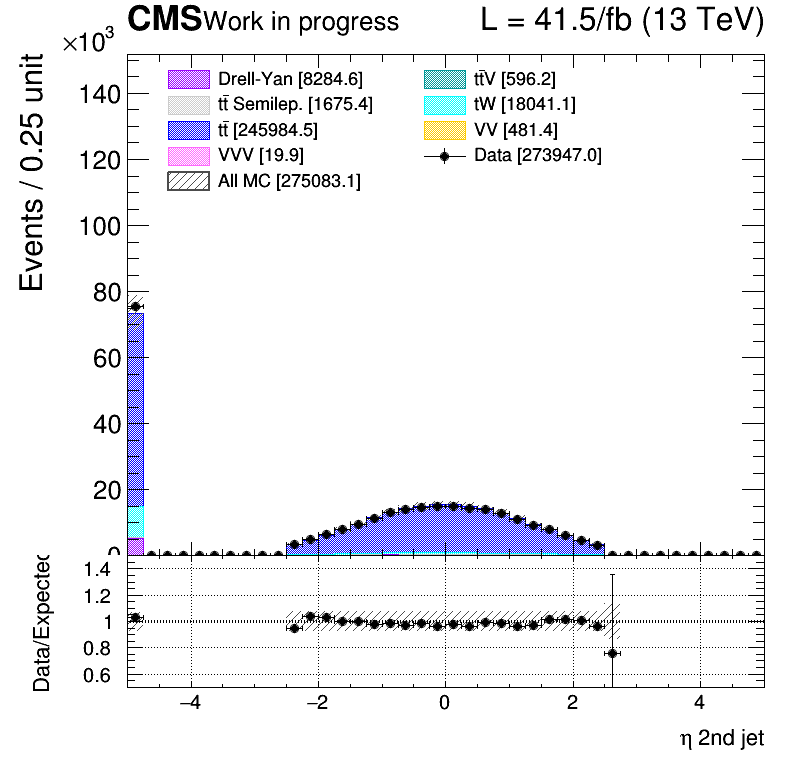 CMS Work in progress L = 41.5/fb (13 TeV)
×10³
Events / 0.25 unit
140
120
100
80
60
40
20
0
Drell-Yan [8284.6]
tt̄ Semilep. [1675.4]
tt̄ [245984.5]
VVV [19.9]
All MC [275083.1]
tt̄V [596.2]
tW [18041.1]
VV [481.4]
Data [273947.0]
Data/Expected
1.4
1.2
1
0.8
0.6
−4 −2 0 2 4
η 2nd jet